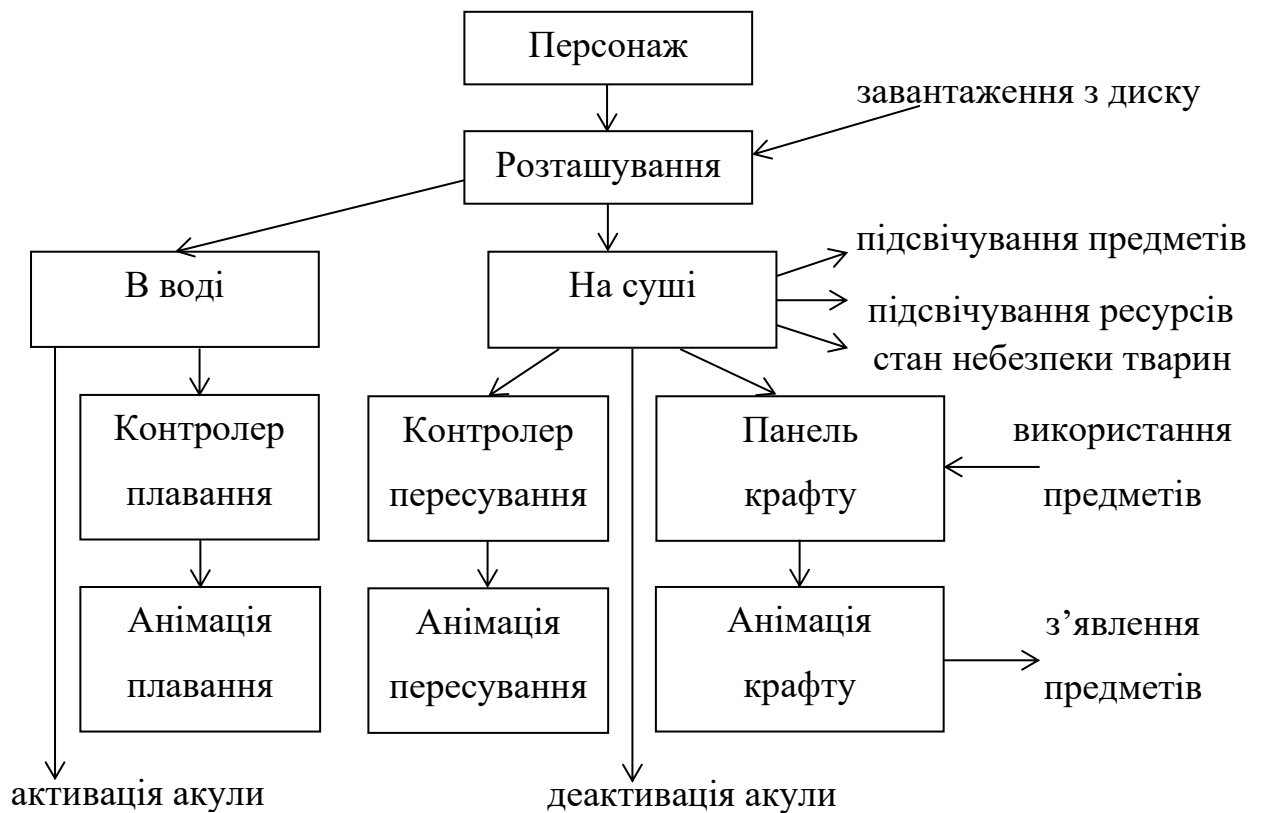 Персонаж
завантаження з диску
Розташування
підсвічування предметів
В воді
На суші
підсвічування ресурсів
стан небезпеки тварин
Контролер
плавання
Контролер
пересування
Панель
крафту
використання
предметів
Анімація
плавання
Анімація
пересування
Анімація
крафту
з’явлення
предметів
активація акули
деактивація акули